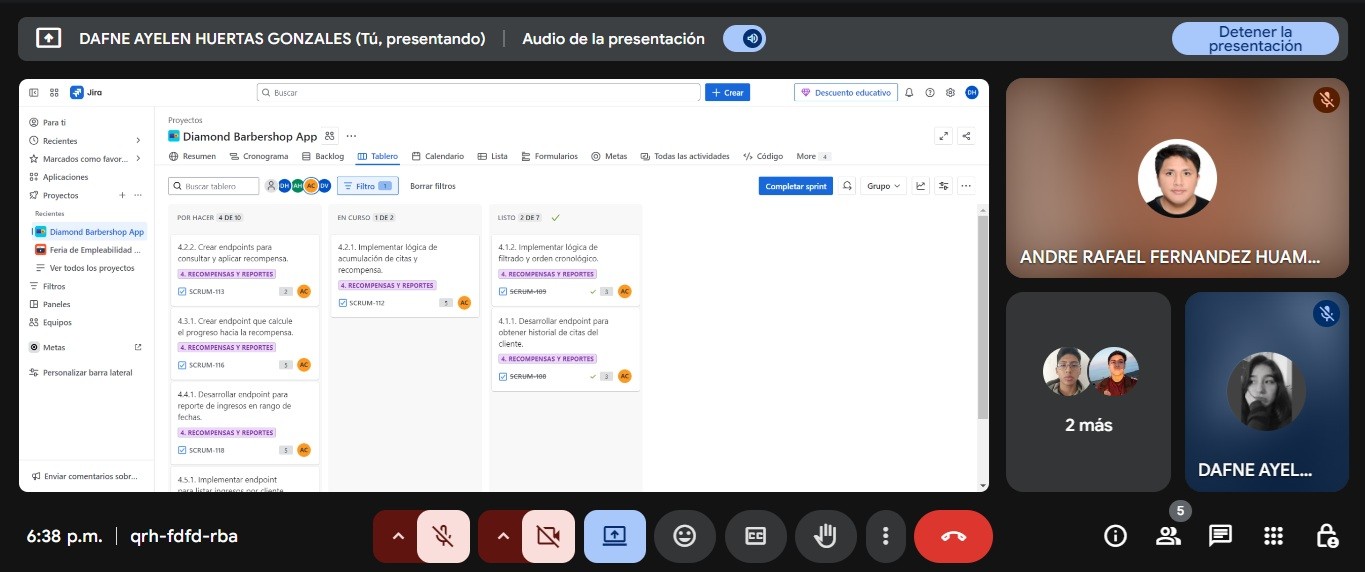 DAFNE AYELEN HUERTAS GONZALES (Tú, presentando)
Audio de la presentación
Detener la
presentación
Jira
Buscar
+ Crear
Descuento educativo
DH
Para ti
Recientes
Marcados como favor...
Aplicaciones
Proyectos
Recientes
Diamond Barbershop App
Feria de Empleabilidad ...
Ver todos los proyectos
Filtros
Paneles
Equipos
Metas
Personalizar barra lateral
Enviar comentarios sobr...
Proyectos
Diamond Barbershop App
Resumen
Cronograma
Backlog
Tablero
Calendario
Lista
Formularios
Metas
Todas las actividades
Código
More 4
Buscar tablero
DH AH AC DV
Filtro 1
Borrar filtros
Completar sprint
Grupo
POR HACER 4 DE 10
4.2.2. Crear endpoints para
consultar y aplicar recompensa.
4. RECOMPENSAS Y REPORTES
SCRUM-113 2 AC
4.3.1. Crear endpoint que calcule
el progreso hacia la recompensa.
4. RECOMPENSAS Y REPORTES
SCRUM-116 5 AC
4.4.1. Desarrollar endpoint para
reporte de ingresos en rango de
fechas.
4. RECOMPENSAS Y REPORTES
SCRUM-118 3 AC
4.5.1. Implementar endpoint
para listar ingresos por cliente
EN CURSO 1 DE 2
4.2.1. Implementar lógica de
acumulación de citas y
recompensa.
4. RECOMPENSAS Y REPORTES
SCRUM-112 5 AC
LISTO 2 DE 7
4.1.2. Implementar lógica de
filtrado y orden cronológico.
4. RECOMPENSAS Y REPORTES
SCRUM-109 3 AC
4.1.1. Desarrollar endpoint para
obtener historial de citas del
cliente.
4. RECOMPENSAS Y REPORTES
SCRUM-108 3 AC
ANDRE RAFAEL FERNANDEZ HUAM...
2 más
DAFNE AYEL...
6:38 p.m.
qrh-fdfd-rba
5